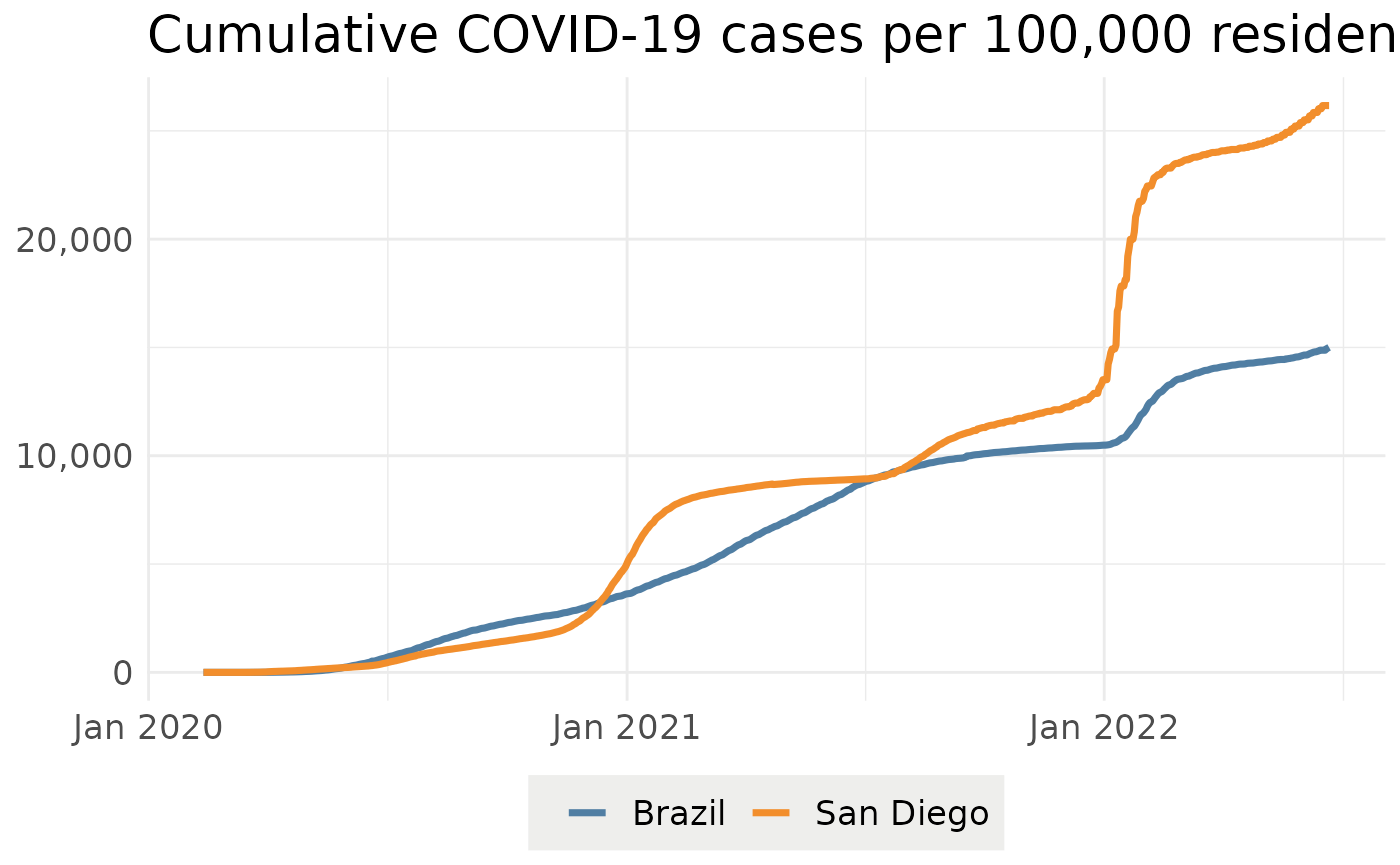 Cumulative COVID-19 cases per 100,000 residen
20,000
10,000
0
Jan 2020 Jan 2021 Jan 2022
Brazil San Diego